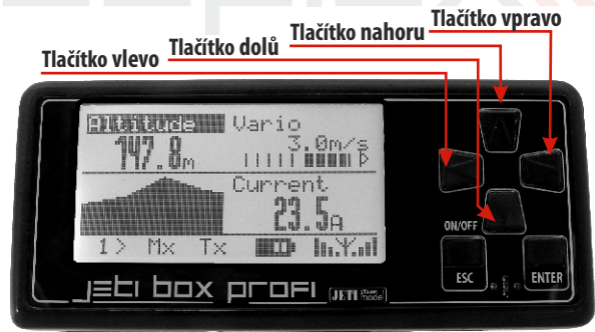 Tlačítko vpravo
Tlačítko nahoru
Tlačítko dolů
Tlačítko vlevo
Altitude Vario
147.8m 3.0m/s
Current
23.5A
1> Mx Tx
ON/OFF
ESC ENTER
JETI box profi JETI
mode